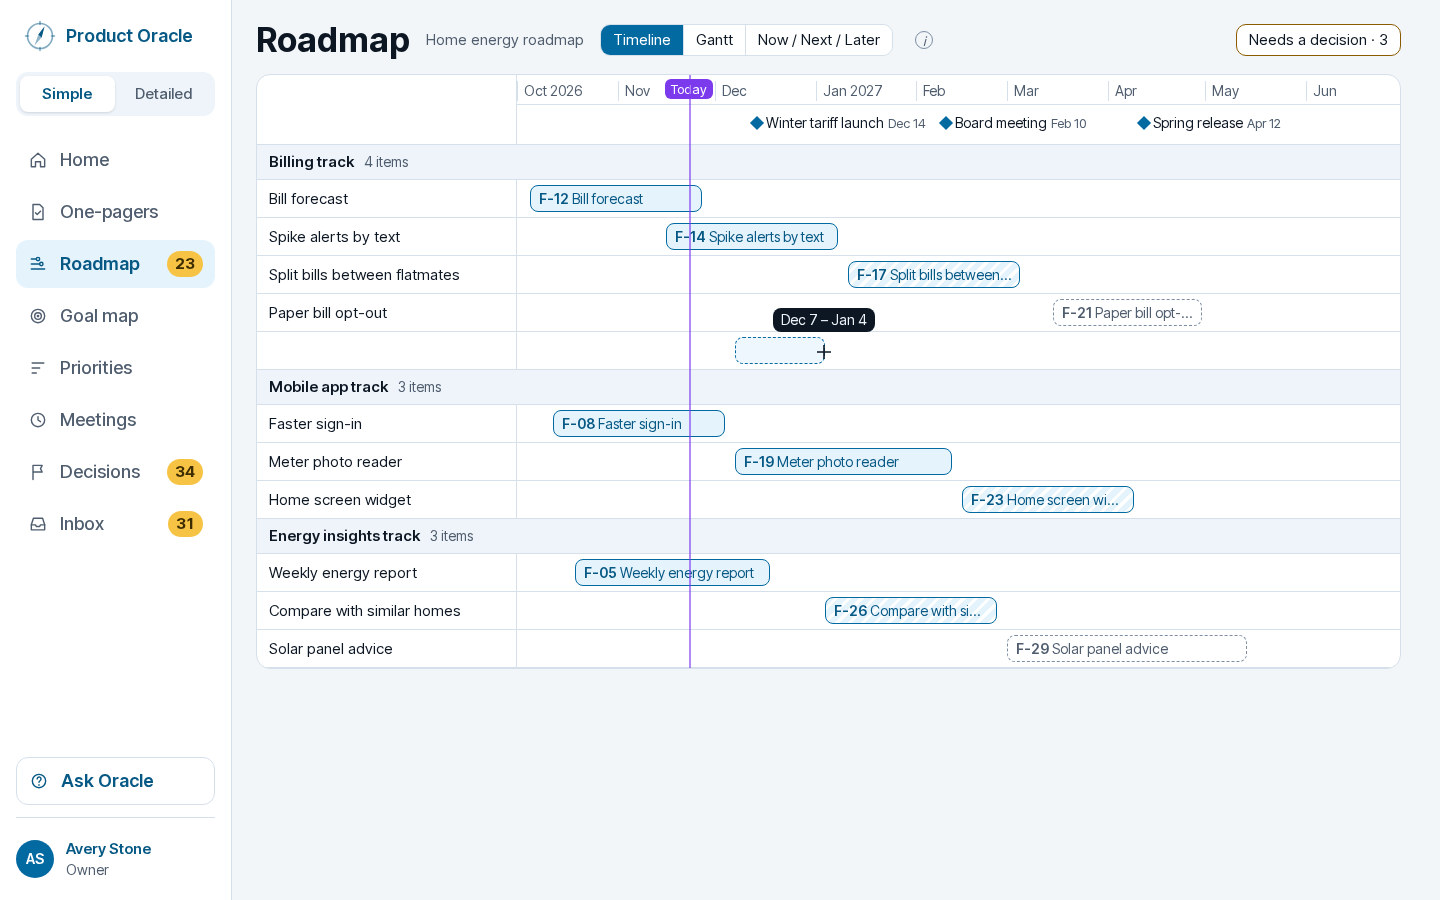 Product Oracle
Simple Detailed
Home
One-pagers
Roadmap 23
Goal map
Priorities
Meetings
Decisions 34
Inbox 31
Ask Oracle
AS Avery Stone
Owner
Roadmap Home energy roadmap Timeline Gantt Now / Next / Later i Needs a decision · 3
Oct 2026 Nov Today Dec Jan 2027 Feb Mar Apr May Jun
Winter tariff launch Dec 14 Board meeting Feb 10 Spring release Apr 12
Billing track 4 items
Bill forecast F-12 Bill forecast
Spike alerts by text F-14 Spike alerts by text
Split bills between flatmates F-17 Split bills between...
Paper bill opt-out F-21 Paper bill opt-...
Dec 7 – Jan 4
Mobile app track 3 items
Faster sign-in F-08 Faster sign-in
Meter photo reader F-19 Meter photo reader
Home screen widget F-23 Home screen wi...
Energy insights track 3 items
Weekly energy report F-05 Weekly energy report
Compare with similar homes F-26 Compare with si...
Solar panel advice F-29 Solar panel advice